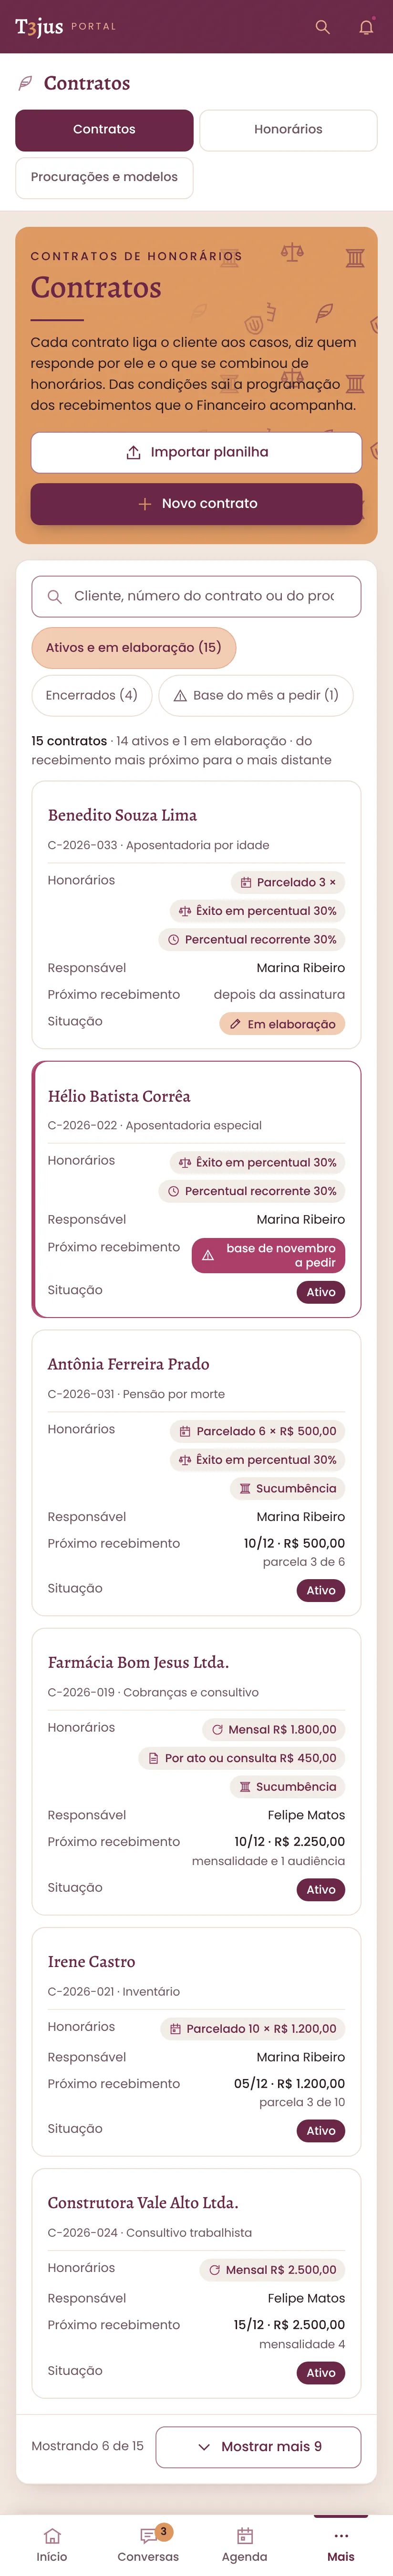 T3jus PORTAL
Contratos
Contratos
Honorários
Procurações e modelos
CONTRATOS DE HONORÁRIOS
Contratos
Cada contrato liga o cliente aos casos, diz quem
responde por ele e o que se combinou de
honorários. Das condições sai a programação
dos recebimentos que o Financeiro acompanha.
Importar planilha
Novo contrato
Cliente, número do contrato ou do proc
Ativos e em elaboração (15)
Encerrados (4)
Base do mês a pedir (1)
15 contratos · 14 ativos e 1 em elaboração · do
recebimento mais próximo para o mais distante
Benedito Souza Lima
C-2026-033 · Aposentadoria por idade
Honorários
Parcelado 3 ×
Êxito em percentual 30%
Percentual recorrente 30%
Responsável
Marina Ribeiro
Próximo recebimento
depois da assinatura
Situação
Em elaboração
Hélio Batista Corrêa
C-2026-022 · Aposentadoria especial
Honorários
Êxito em percentual 30%
Percentual recorrente 30%
Responsável
Marina Ribeiro
Próximo recebimento
base de novembro
a pedir
Situação
Ativo
Antônia Ferreira Prado
C-2026-031 · Pensão por morte
Honorários
Parcelado 6 × R$ 500,00
Êxito em percentual 30%
Sucumbência
Responsável
Marina Ribeiro
Próximo recebimento
10/12 · R$ 500,00
parcela 3 de 6
Situação
Ativo
Farmácia Bom Jesus Ltda.
C-2026-019 · Cobranças e consultivo
Honorários
Mensal R$ 1.800,00
Por ato ou consulta R$ 450,00
Sucumbência
Responsável
Felipe Matos
Próximo recebimento
10/12 · R$ 2.250,00
mensalidade e 1 audiência
Situação
Ativo
Irene Castro
C-2026-021 · Inventário
Honorários
Parcelado 10 × R$ 1.200,00
Responsável
Marina Ribeiro
Próximo recebimento
05/12 · R$ 1.200,00
parcela 3 de 10
Situação
Ativo
Construtora Vale Alto Ltda.
C-2026-024 · Consultivo trabalhista
Honorários
Mensal R$ 2.500,00
Responsável
Felipe Matos
Próximo recebimento
15/12 · R$ 2.500,00
mensalidade 4
Situação
Ativo
Mostrando 6 de 15
Mostrar mais 9
3
Início
Conversas
Agenda
Mais